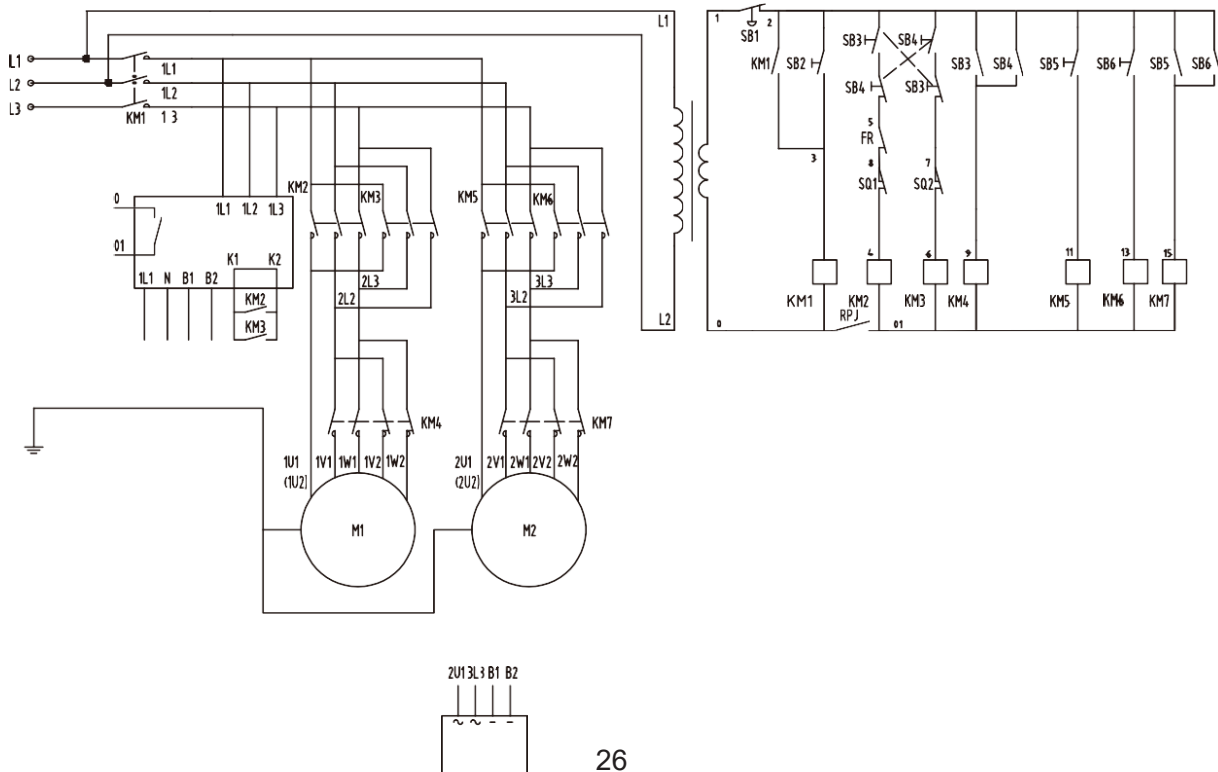 L1
1 2
SB1
SB3 SB4
KM1 SB2 SB3 SB4 SB5 SB6 SB5 SB6
L1
L2
L3
1L1
1L2
1 3
KM1
SB4 SB3
5
FR
3 8 7
SQ1 SQ2
KM2 KM3 KM5 KM6
0
01
1L1 1L2 1L3
K1 K2
1L1 N B1 B2
KM2
KM3
2L3
2L2
3L3
3L2
4 6 9 11 13 15
KM1 KM2 KM3 KM4 KM5 KM6 KM7
RPJ
L2 0 01
KM4 KM7
1U1 1V1 1W1 1V2 1W2
(1U2)
2U1 2V1 2W1 2V2 2W2
(2U2)
M1 M2
2U1 3L3 B1 B2
~ ~ - -
26